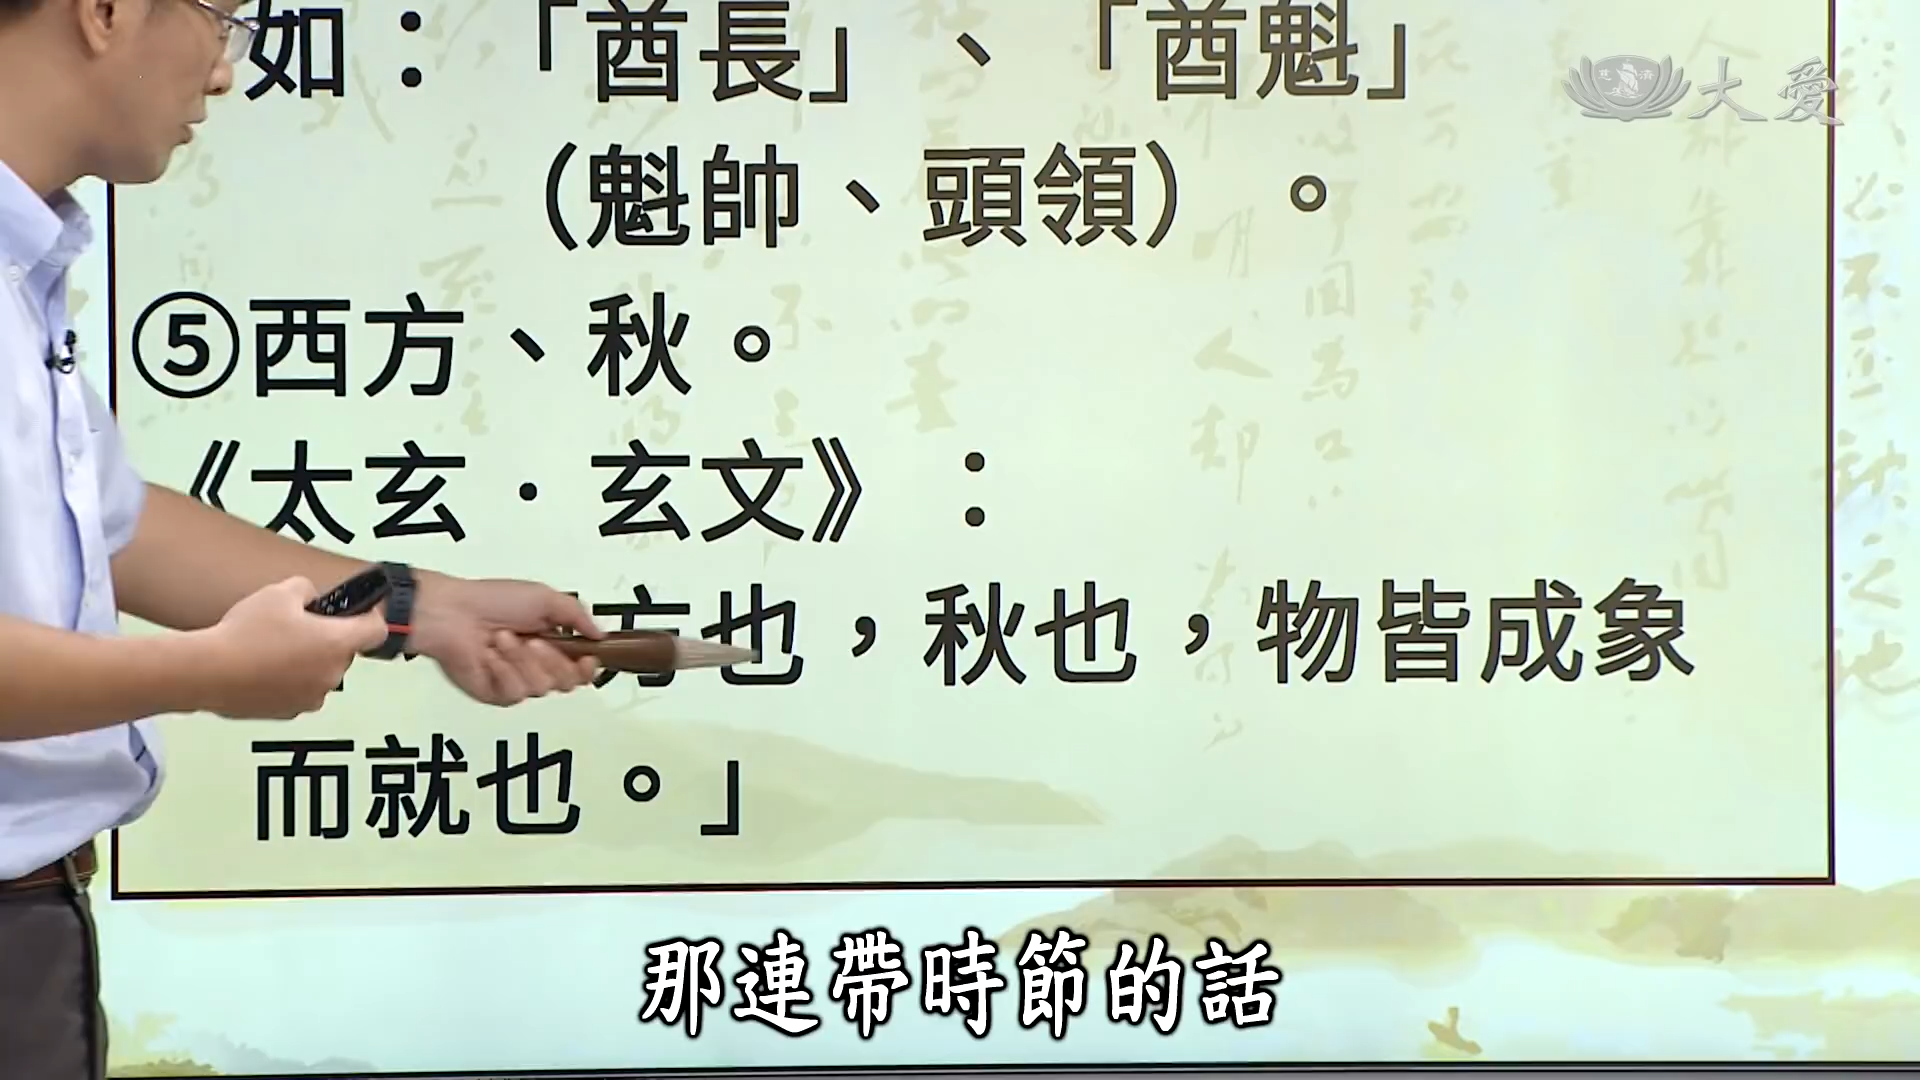 如：「酋長」、「酋魁」
（魁帥、頭領）。
⑤西方、秋。
《太玄．玄文》：
方也，秋也，物皆成象
而就也。」
大愛
那連帶時節的話